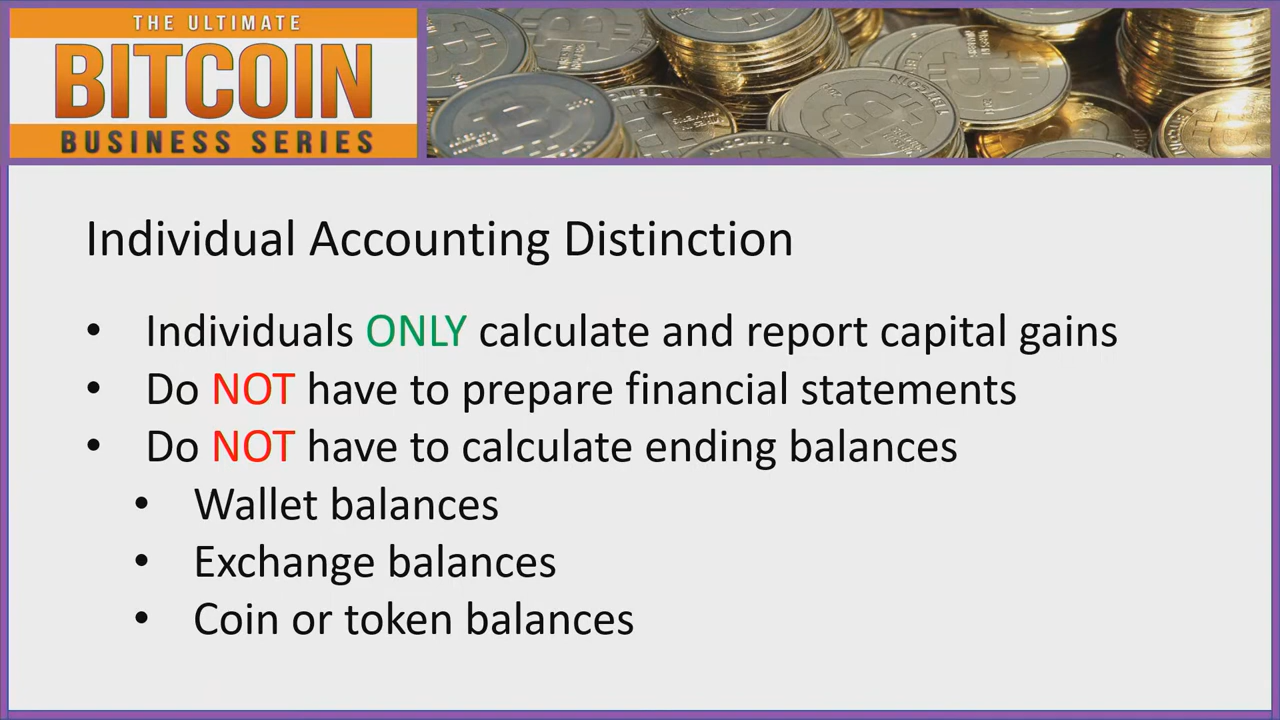 THE ULTIMATE
BITCOIN
BUSINESS SERIES
Individual Accounting Distinction
• Individuals ONLY calculate and report capital gains
• Do NOT have to prepare financial statements
• Do NOT have to calculate ending balances
• Wallet balances
• Exchange balances
• Coin or token balances